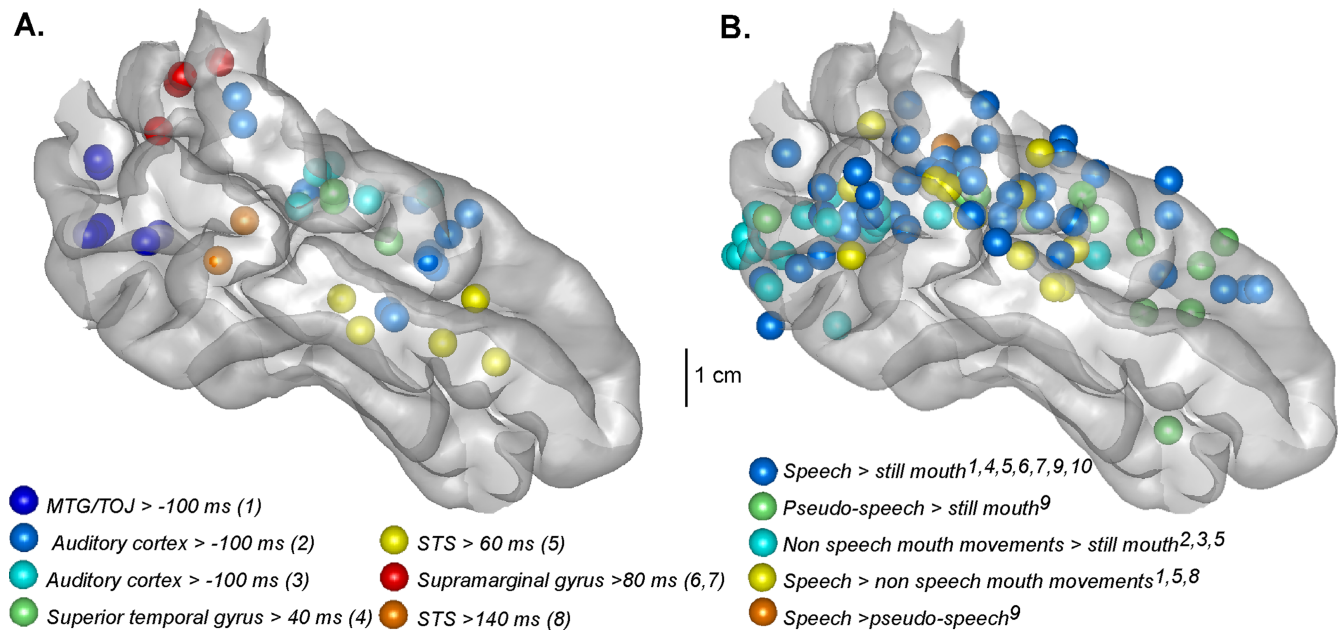 A.
B.
1 cm
MTG/TOJ > -100 ms (1)
Auditory cortex > -100 ms (2)
Auditory cortex > -100 ms (3)
Superior temporal gyrus > 40 ms (4)
STS > 60 ms (5)
Supramarginal gyrus >80 ms (6,7)
STS >140 ms (8)
Speech > still mouth1,4,5,6,7,9,10
Pseudo-speech > still mouth9
Non speech mouth movements > still mouth2,3,5
Speech > non speech mouth movements1,5,8
Speech >pseudo-speech9